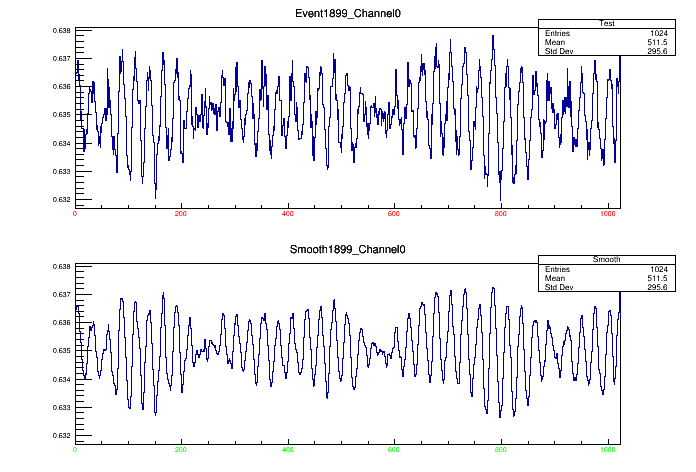 Event1899_Channel0
Test
Entries 1024
Mean 511.5
Std Dev 295.6
0.638
0.637
0.636
0.635
0.634
0.633
0.632
0 200 400 600 800 1000
Smooth1899_Channel0
Smooth
Entries 1024
Mean 511.5
Std Dev 295.6
0.638
0.637
0.636
0.635
0.634
0.633
0.632
0 200 400 600 800 1000